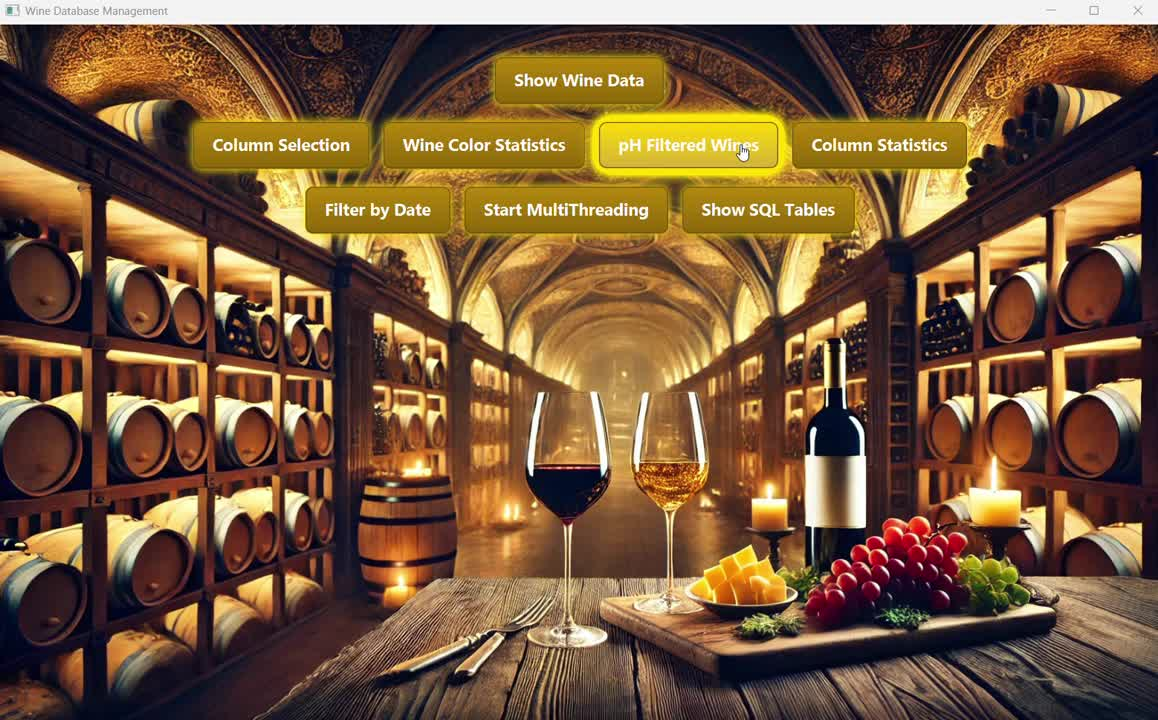 Wine Database Management
Show Wine Data
Column Selection
Wine Color Statistics
pH Filtered Wines
Column Statistics
Filter by Date
Start MultiThreading
Show SQL Tables